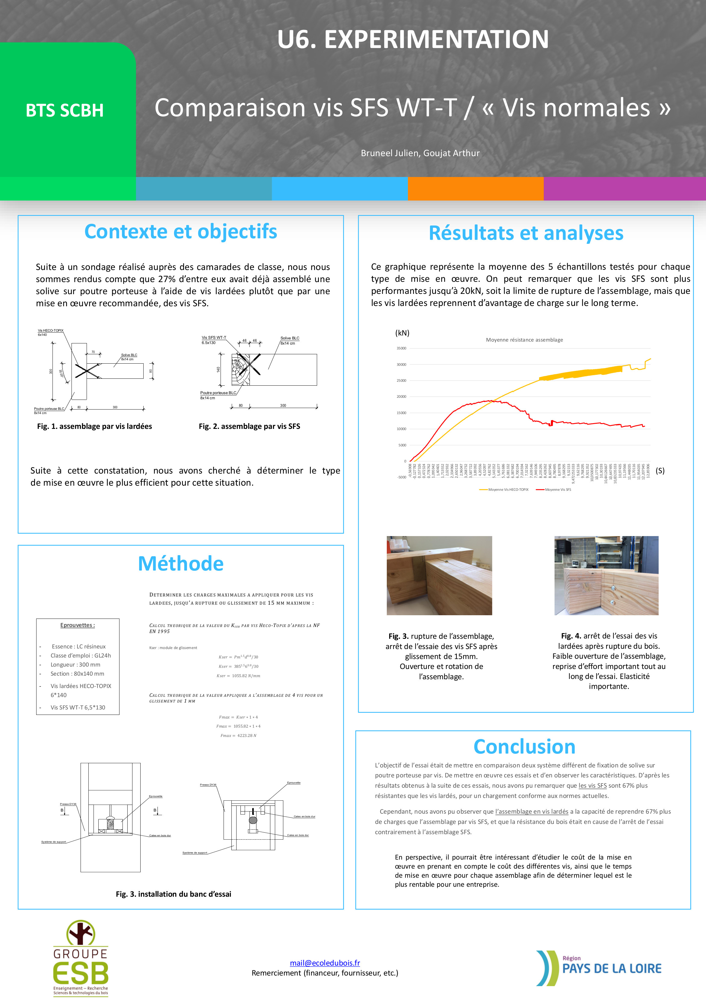 U6. EXPERIMENTATION
BTS SCBH
Comparaison vis SFS WT-T / « Vis normales »
Bruneel Julien, Goujat Arthur
Contexte et objectifs
Suite à un sondage réalisé auprès des camarades de classe, nous nous
sommes rendus compte que 27% d’entre eux avait déjà assemblé une
solive sur poutre porteuse à l’aide de vis lardées plutôt que par une
mise en œuvre recommandée, des vis SFS.
Vis HECO-TOPIX
6x140
70
Solive BLC
8x14 cm
300
30,00°
80
Poutre porteuse BLC
8x14 cm
80
300
Vis SFS WT-T
6.5x130
46
46
Solive BLC
8x14 cm
140
Poutre porteuse BLC
8x14 cm
80
300
Fig. 1. assemblage par vis lardées
Fig. 2. assemblage par vis SFS
Suite à cette constatation, nous avons cherché à déterminer le type
de mise en œuvre le plus efficient pour cette situation.
Méthode
DETERMINER LES CHARGES MAXIMALES A APPLIQUER POUR LES VIS
LARDEES, JUSQU’A RUPTURE OU GLISSEMENT DE 15 MM MAXIMUM :
Eprouvettes :
- Essence : LC résineux
- Classe d’emploi : GL24h
- Longueur : 300 mm
- Section : 80x140 mm
- Vis lardées HECO-TOPIX
6*140
- Vis SFS WT-T 6,5*130
CALCUL THEORIQUE DE LA VALEUR DU KSER PAR VIS HECO-TOPIX D’APRES LA NF
EN 1995
Kser : module de glissement
Kser = Pm^1.5 d^0.8/30
Kser = 385^1.5 6^0.8/30
Kser = 1055.82 N/mm
CALCUL THEORIQUE DE LA VALEUR APPLIQUEE A L’ASSEMBLAGE DE 4 VIS POUR UN
GLISSEMENT DE 1 MM
Fmax = Kser * 1 * 4
Fmax = 1055.82 * 1 * 4
Fmax = 4223.28 N
Presse DY36
B
B
Eprouvette
Cales en bois dur
Système de support
Presse DY36
Eprouvette
Cales en bois dur
Cales en bois dur
Système de support
Fig. 3. installation du banc d’essai
Résultats et analyses
Ce graphique représente la moyenne des 5 échantillons testés pour chaque
type de mise en œuvre. On peut remarquer que les vis SFS sont plus
performantes jusqu’à 20kN, soit la limite de rupture de l’assemblage, mais que
les vis lardées reprennent d’avantage de charge sur le long terme.
(kN)
Moyenne résistance assemblage
35000
30000
25000
20000
15000
10000
5000
0
-5000
-0,56908
-0,127782
0,157326
0,472324
0,778762
1,095942
1,40401
1,713552
2,02932
2,334966
2,650132
2,96047
3,268732
3,587722
3,89392
4,20556
4,52097
4,82762
5,143352
5,45377
5,761686
6,081332
6,387682
6,700194
7,014594
7,32162
7,639146
7,949106
8,235295
8,428262
8,607945
8,780495
8,97878
9,168295
9,32153
9,472253333
9,62116
9,768295
9,921352
10,0500875
10,177302
10,30193
10,44126667
10,647495
10,83235333
10,97435
11,19566
11,448035
11,70116
11,954035
12,207945
12,85906
(S)
Moyenne Vis HECO-TOPIX
Moyenne Vis SFS
Fig. 3. rupture de l’assemblage,
arrêt de l’essaie des vis SFS après
glissement de 15mm.
Ouverture et rotation de
l’assemblage.
Fig. 4. arrêt de l’essai des vis
lardées après rupture du bois.
Faible ouverture de l’assemblage,
reprise d’effort important tout au
long de l’essai. Elasticité
importante.
Conclusion
L’objectif de l’essai était de mettre en comparaison deux système différent de fixation de solive sur
poutre porteuse par vis. De mettre en œuvre ces essais et d’en observer les caractéristiques. D’après les
résultats obtenus à la suite de ces essais, nous avons pu remarquer que les vis SFS sont 67% plus
résistantes que les vis lardés, pour un chargement conforme aux normes actuelles.
Cependant, nous avons pu observer que l’assemblage en vis lardés a la capacité de reprendre 67% plus
de charges que l’assemblage par vis SFS, et que la résistance du bois était en cause de l’arrêt de l’essai
contrairement à l’assemblage SFS.
En perspective, il pourrait être intéressant d’étudier le coût de la mise en
œuvre en prenant en compte le coût des différentes vis, ainsi que le temps
de mise en œuvre pour chaque assemblage afin de déterminer lequel est le
plus rentable pour une entreprise.
GROUPE
ESB
Enseignement – Recherche
Sciences & technologies du bois
mail@ecoledubois.fr
Remerciement (financeur, fournisseur, etc.)
Région
PAYS DE LA LOIRE